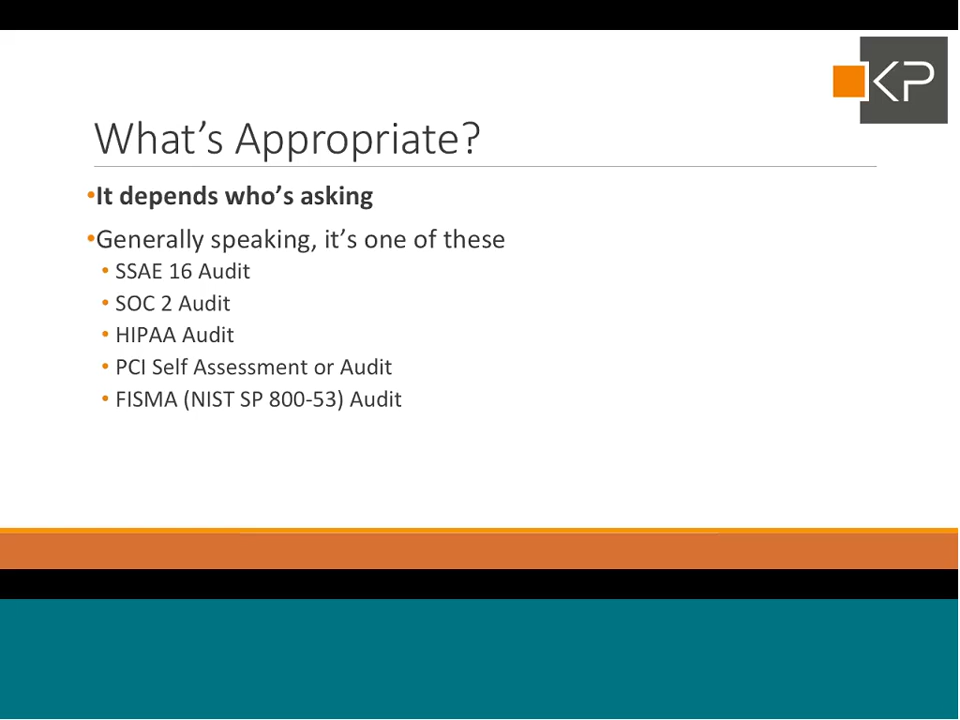 KP
What’s Appropriate?
•It depends who’s asking
•Generally speaking, it’s one of these
• SSAE 16 Audit
• SOC 2 Audit
• HIPAA Audit
• PCI Self Assessment or Audit
• FISMA (NIST SP 800-53) Audit